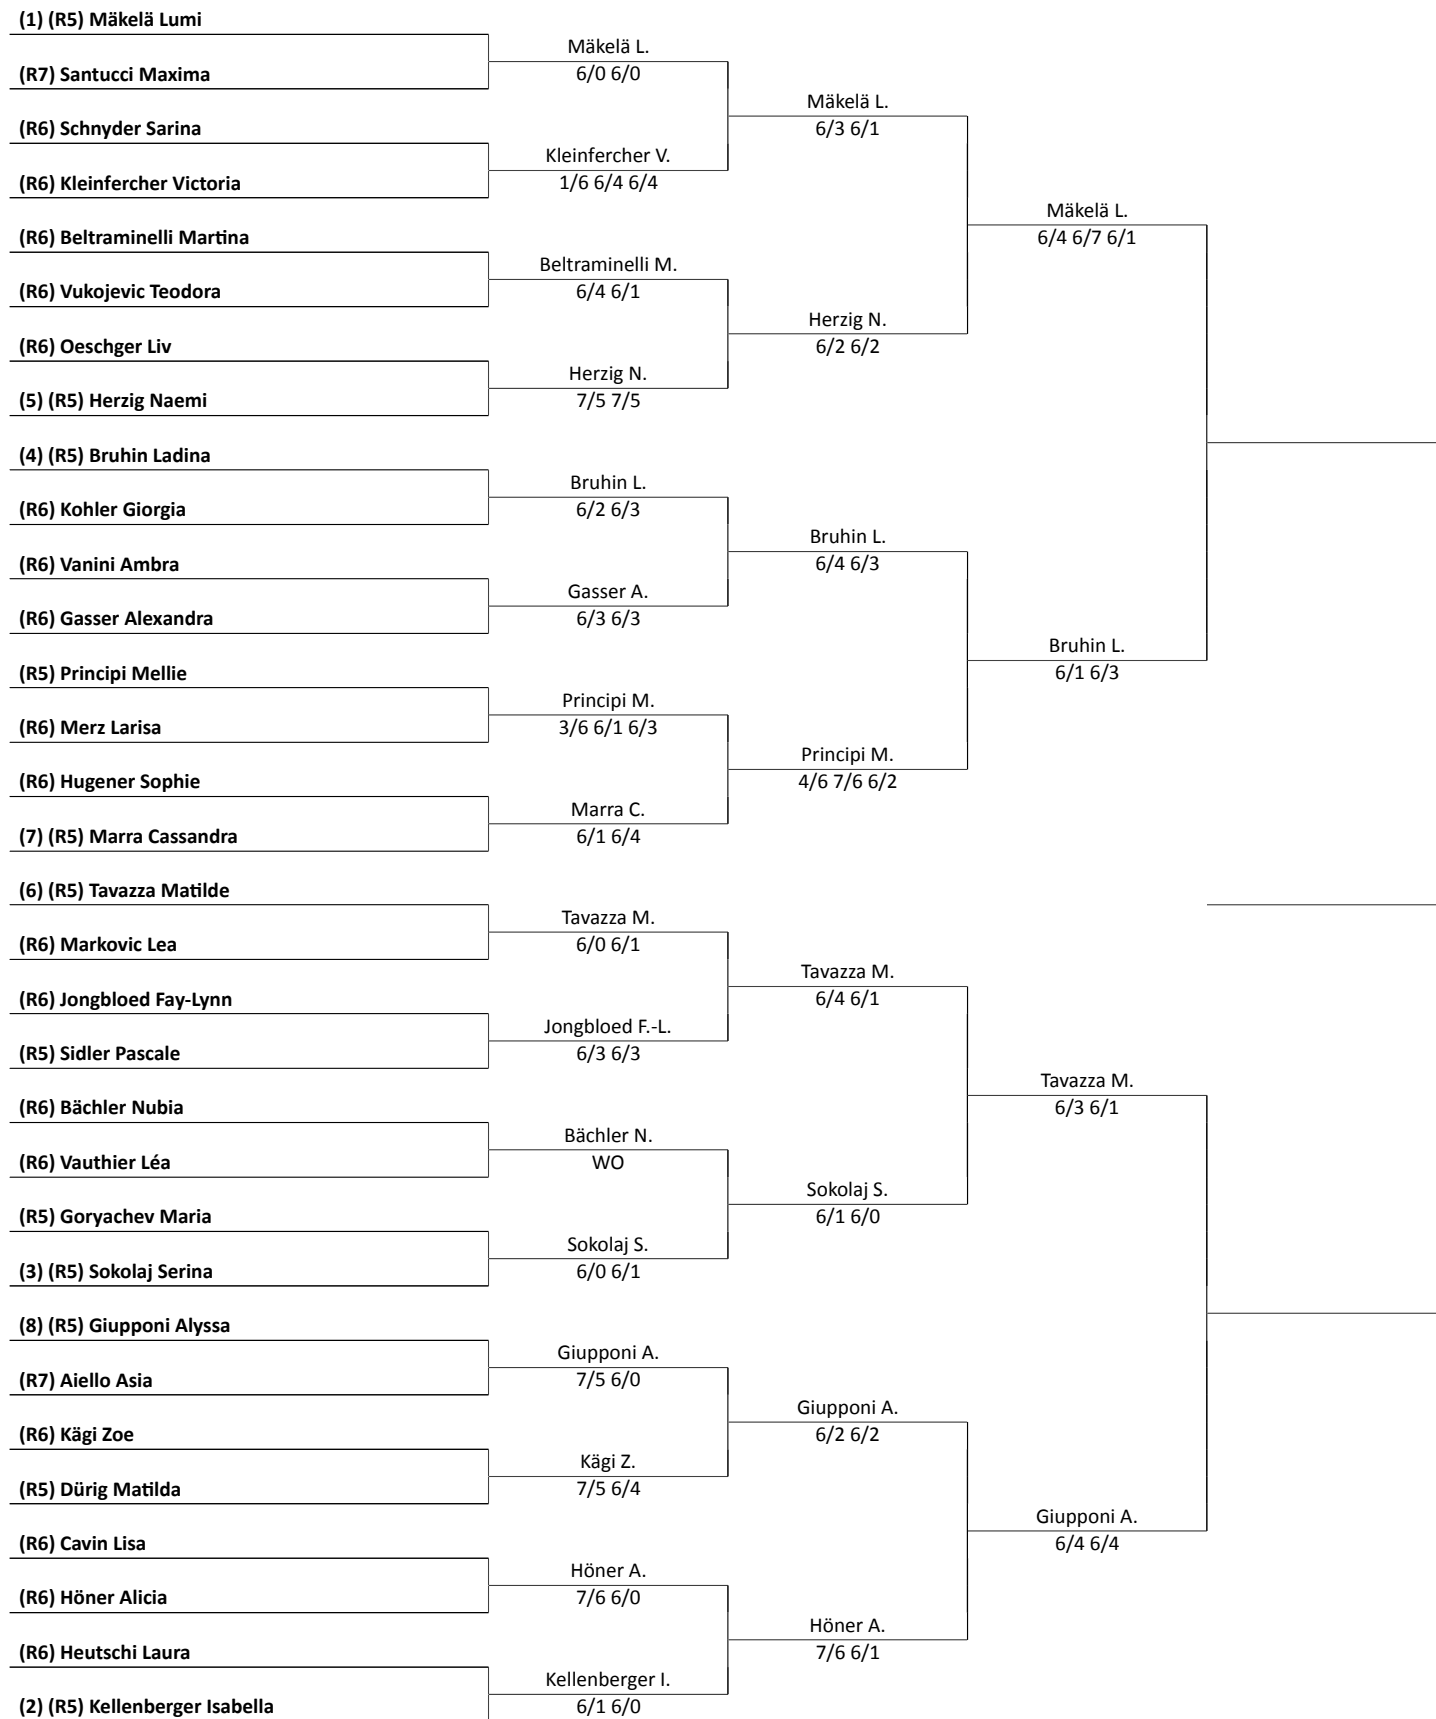 (1) (R5) Mäkelä Lumi
(R7) Santucci Maxima
(R6) Schnyder Sarina
(R6) Kleinfercher Victoria
(R6) Beltraminelli Martina
(R6) Vukojevic Teodora
(R6) Oeschger Liv
(5) (R5) Herzig Naemi
(4) (R5) Bruhin Ladina
(R6) Kohler Giorgia
(R6) Vanini Ambra
(R6) Gasser Alexandra
(R5) Principi Mellie
(R6) Merz Larisa
(R6) Hugener Sophie
(7) (R5) Marra Cassandra
(6) (R5) Tavazza Matilde
(R6) Markovic Lea
(R6) Jongbloed Fay-Lynn
(R5) Sidler Pascale
(R6) Bächler Nubia
(R6) Vauthier Léa
(R5) Goryachev Maria
(3) (R5) Sokolaj Serina
(8) (R5) Giupponi Alyssa
(R7) Aiello Asia
(R6) Kägi Zoe
(R5) Dürig Matilda
(R6) Cavin Lisa
(R6) Höner Alicia
(R6) Heutschi Laura
(2) (R5) Kellenberger Isabella
Mäkelä L.
6/0 6/0
Kleinfercher V.
1/6 6/4 6/4
Beltraminelli M.
6/4 6/1
Herzig N.
7/5 7/5
Bruhin L.
6/2 6/3
Gasser A.
6/3 6/3
Principi M.
3/6 6/1 6/3
Marra C.
6/1 6/4
Tavazza M.
6/0 6/1
Jongbloed F.-L.
6/3 6/3
Bächler N.
WO
Sokolaj S.
6/0 6/1
Giupponi A.
7/5 6/0
Kägi Z.
7/5 6/4
Höner A.
7/6 6/0
Kellenberger I.
6/1 6/0
Mäkelä L.
6/3 6/1
Herzig N.
6/2 6/2
Bruhin L.
6/4 6/3
Principi M.
4/6 7/6 6/2
Tavazza M.
6/4 6/1
Sokolaj S.
6/1 6/0
Giupponi A.
6/2 6/2
Höner A.
7/6 6/1
Mäkelä L.
6/4 6/7 6/1
Bruhin L.
6/1 6/3
Tavazza M.
6/3 6/1
Giupponi A.
6/4 6/4